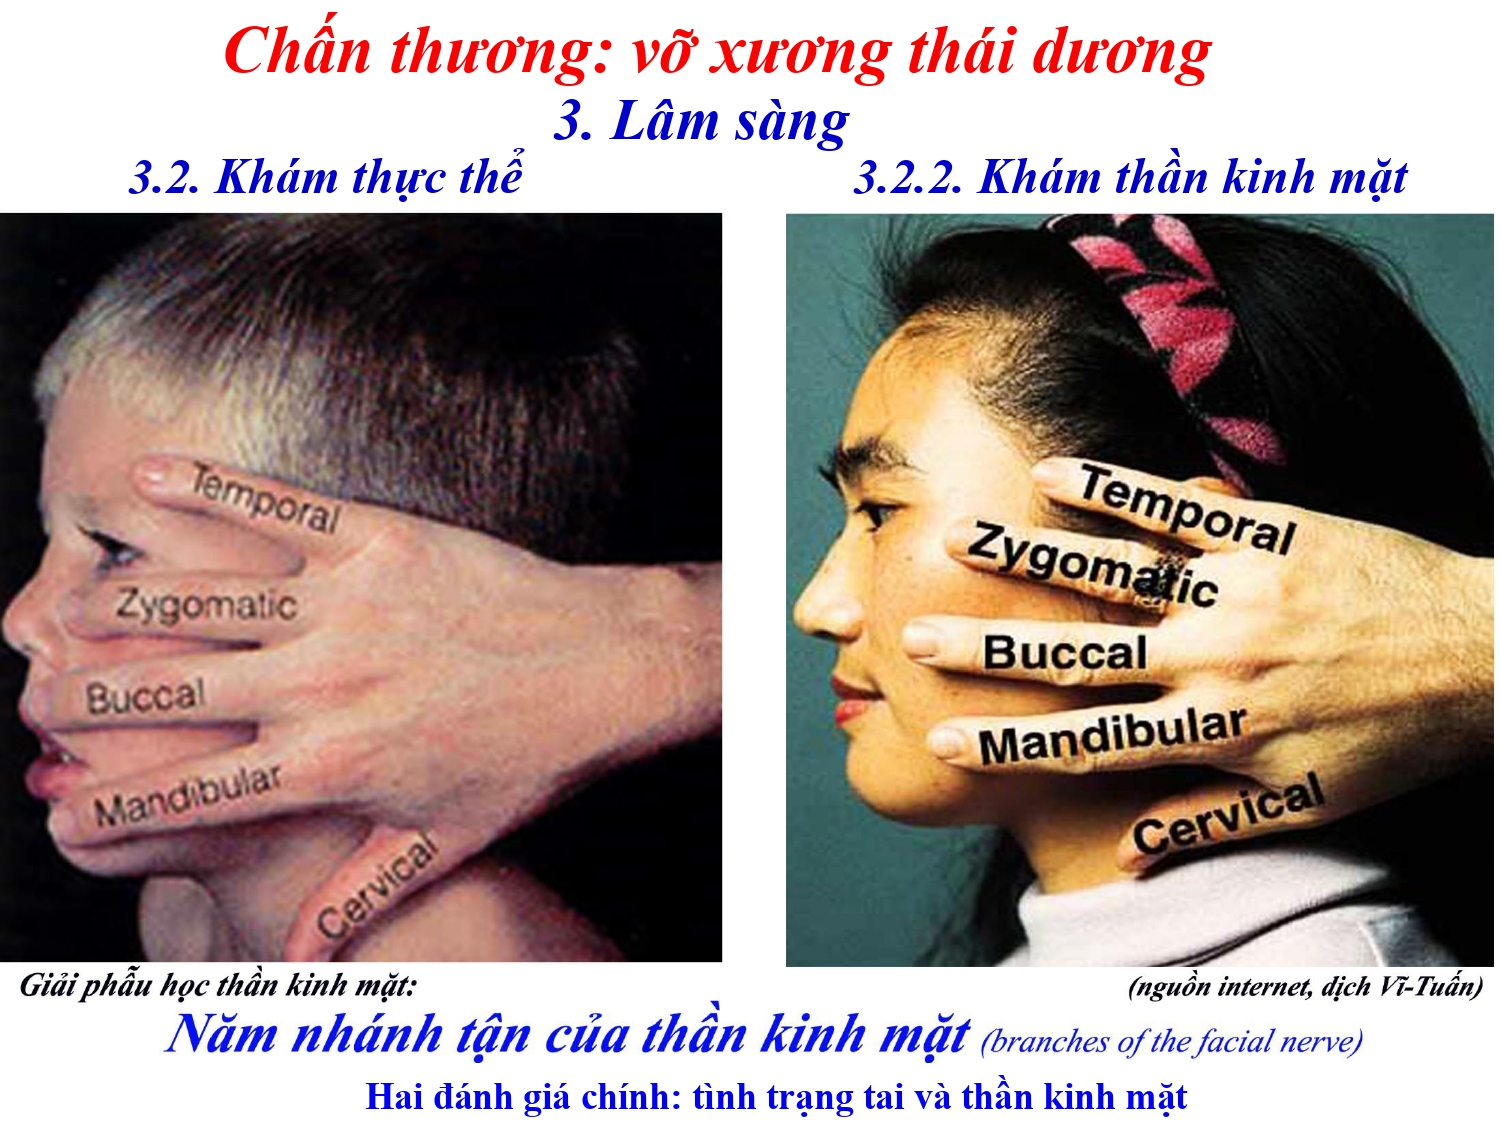 Chấn thương: vỡ xương thái dương
3. Lâm sàng
3.2. Khám thực thể
3.2.2. Khám thần kinh mặt
Temporal
Zygomatic
Buccal
Mandibular
Cervical
Temporal
Zygomatic
Buccal
Mandibular
Cervical
Giải phẫu học thần kinh mặt:
(nguồn internet, dịch Vĩ-Tuấn)
Năm nhánh tận của thần kinh mặt (branches of the facial nerve)
Hai đánh giá chính: tình trạng tai và thần kinh mặt